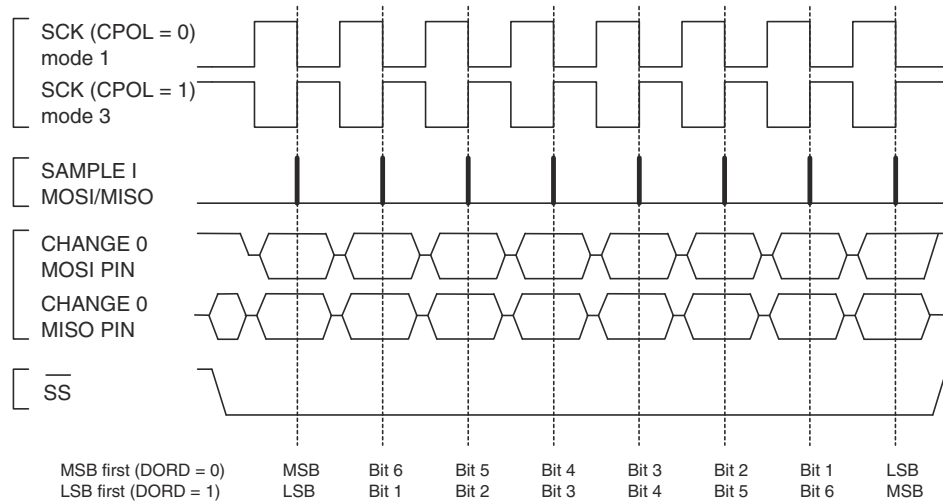 SCK (CPOL = 0)
mode 1
SCK (CPOL = 1)
mode 3
SAMPLE I
MOSI/MISO
CHANGE 0
MOSI PIN
CHANGE 0
MISO PIN
SS
MSB first (DORD = 0) MSB Bit 6 Bit 5 Bit 4 Bit 3 Bit 2 Bit 1 LSB
LSB first (DORD = 1) LSB Bit 1 Bit 2 Bit 3 Bit 4 Bit 5 Bit 6 MSB